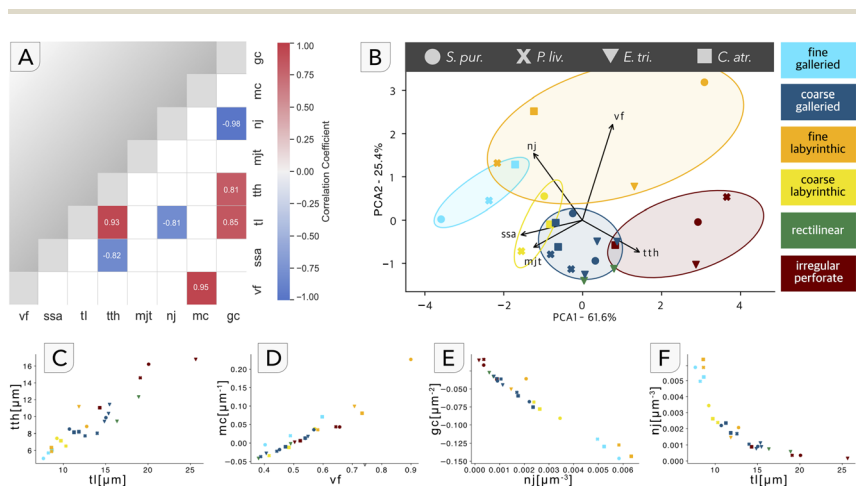 A
1.00
0.75
0.50
0.25
0.00
−0.25
−0.50
−0.75
−1.00
Correlation Coefficient
gc
mc
nj
mjt
tth
tl
ssa
vf
-0.98
0.81
0.93
-0.81
0.85
-0.82
0.95
vf ssa tl tth mjt nj mc gc
B
S. pur. P. liv. E. tri. C. atr.
PCA2 - 25.4%
3
2
1
0
−1
vf
nj
ssa
mjt
tth
−4 −2 0 2 4
PCA1 - 61.6%
fine
galleried
coarse
galleried
fine
labyrinthic
coarse
labyrinthic
rectilinear
irregular
perforate
C
tth[µm]
16
14
12
10
8
6
10 15 20 25
tl[µm]
D
mc[µm⁻¹]
0.20
0.15
0.10
0.05
0.00
-0.05
0.4 0.5 0.6 0.7 0.8 0.9
vf
E
gc[µm⁻²]
-0.025
-0.050
-0.075
-0.100
-0.125
-0.150
0.000 0.001 0.002 0.003 0.004 0.005 0.006
nj[µm⁻³]
F
nj[µm⁻³]
0.005
0.004
0.003
0.002
0.001
0.000
10 15 20 25
tl[µm]